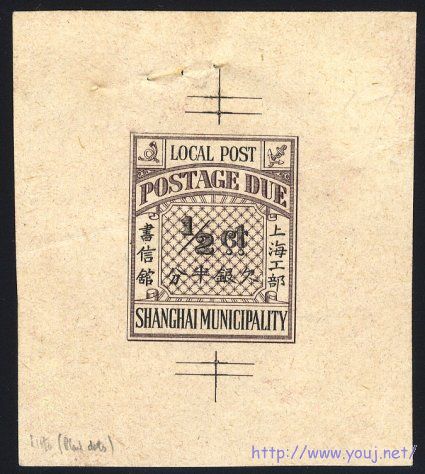 LOCAL POST
POSTAGE DUE
½ ct
上海工部
書信舘
欠銀半分
SHANGHAI MUNICIPALITY
http://www.youj.net/